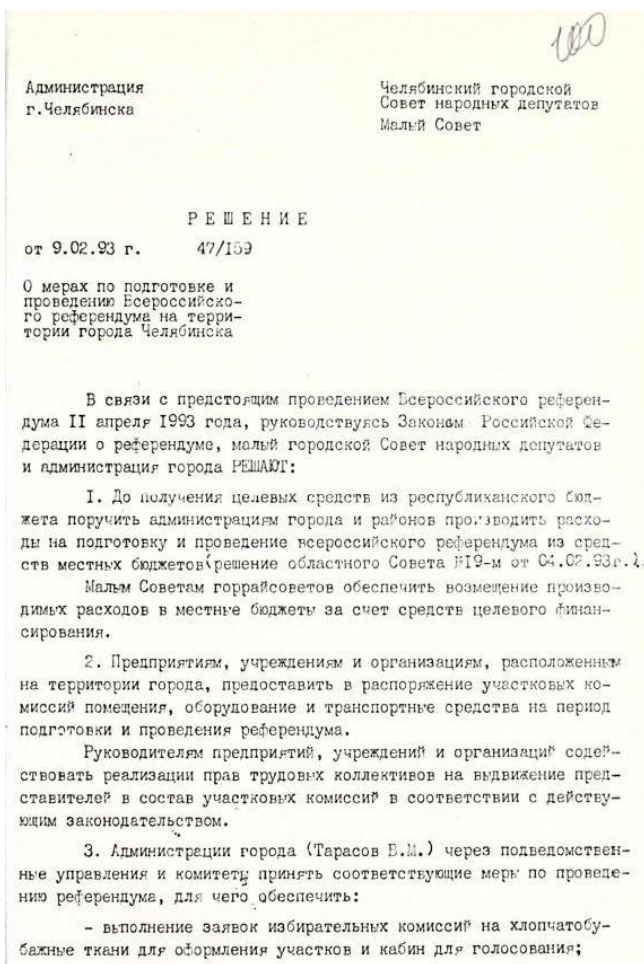 100
Администрация
г.Челябинска
Челябинский городской
Совет народных депутатов
Малый Совет
РЕШЕНИЕ
от 9.02.93 г. 47/159
О мерах по подготовке и
проведению Всероссийско-
го референдума на терри-
тории города Челябинска
В связи с предстоящим проведением Всероссийского референ-
дума II апреля 1993 года, руководствуясь Законом Российской Фе-
дерации о референдуме, малый городской Совет народных депутатов
и администрация города РЕШАЮТ:
I. До получения целевых средств из республиканского бюд-
жета поручить администрациям города и районов производить расхо-
ды на подготовку и проведение всероссийского референдума из сред-
ств местных бюджетов(решение областного Совета №19-м от 04.02.93г.).
Малым Советам горрайсоветов обеспечить возмещение произво-
димых расходов в местные бюджеты за счет средств целевого финан-
сирования.
2. Предприятиям, учреждениям и организациям, расположенным
на территории города, предоставить в распоряжение участковых ко-
миссий помещения, оборудование и транспортные средства на период
подготовки и проведения референдума.
Руководителям предприятий, учреждений и организаций содей-
ствовать реализации прав трудовых коллективов на выдвижение пред-
ставителей в состав участковых комиссий в соответствии с действу-
ющим законодательством.
3. Администрации города (Тарасов В.М.) через подведомствен-
ные управления и комитеты принять соответствующие меры по проведе-
нию референдума, для чего обеспечить:
- выполнение заявок избирательных комиссий на хлопчатобу-
бажные ткани для оформления участков и кабин для голосования;